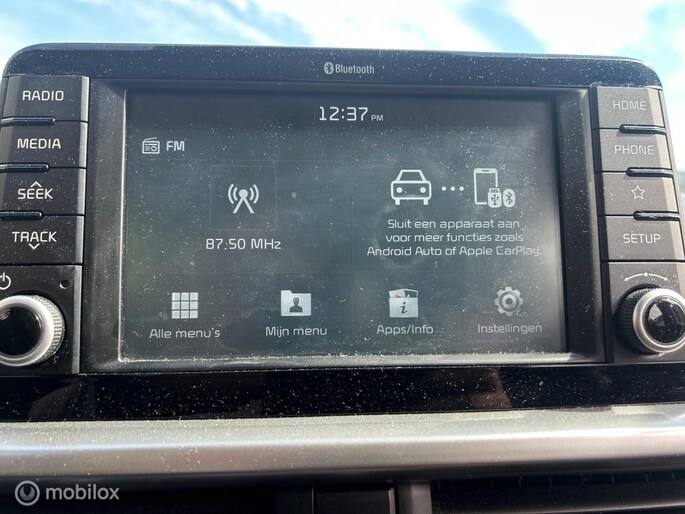 Bluetooth
RADIO
MEDIA
SEEK
TRACK
12:37 PM
FM
87.50 MHz
Sluit een apparaat aan
voor meer functies zoals
Android Auto of Apple CarPlay.
Alle menu's
Mijn menu
Apps/Info
Instellingen
HOME
PHONE
SETUP
mobilox